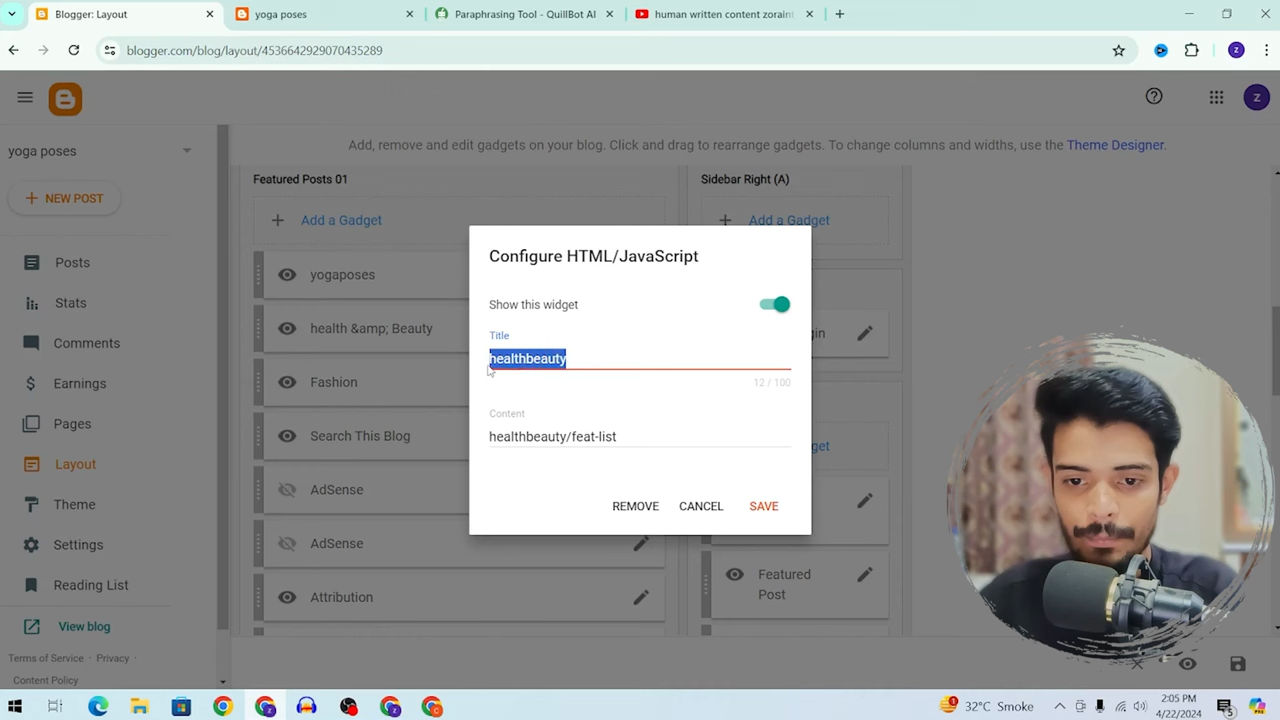 Blogger: Layout
yoga poses
Paraphrasing Tool - QuillBot AI
human written content zoraint
blogger.com/blog/layout/4536642929070435289
z
z
yoga poses
Add, remove and edit gadgets on your blog. Click and drag to rearrange gadgets. To change columns and widths, use the Theme Designer.
NEW POST
Posts
Stats
Comments
Earnings
Pages
Layout
Theme
Settings
Reading List
View blog
Terms of Service · Privacy ·
Content Policy
Featured Posts 01
Add a Gadget
yogaposes
health &amp; Beauty
Fashion
Search This Blog
AdSense
AdSense
Attribution
Sidebar Right (A)
Add a Gadget
gin
dget
Featured
Post
Configure HTML/JavaScript
Show this widget
Title
healthbeauty
12 / 100
Content
healthbeauty/feat-list
REMOVE CANCEL SAVE
32°C Smoke
2:05 PM
4/22/2024
5